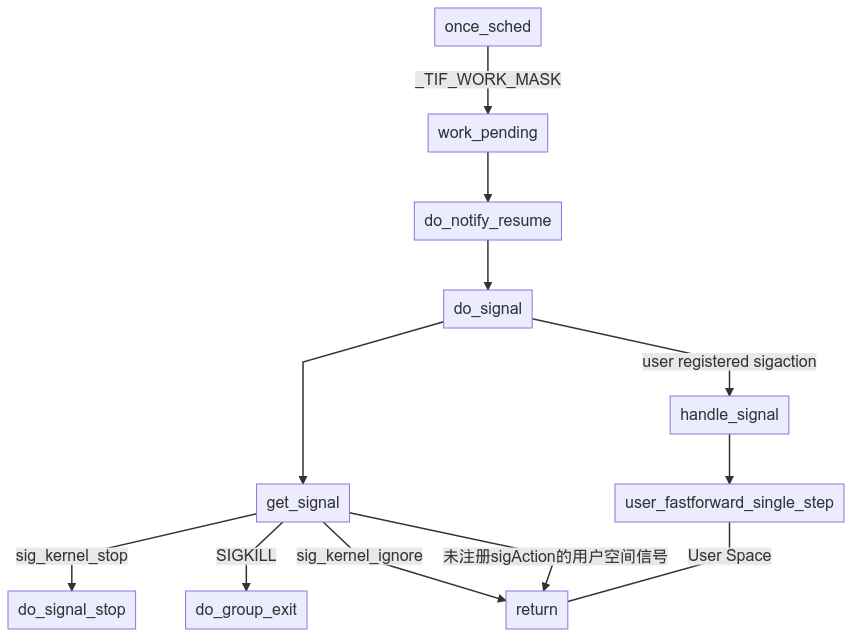 once_sched
_TIF_WORK_MASK
work_pending
do_notify_resume
do_signal
user registered sigaction
handle_signal
get_signal
user_fastforward_single_step
sig_kernel_stop
SIGKILL
sig_kernel_ignore
未注册sigAction的用户空间信号
User Space
do_signal_stop
do_group_exit
return